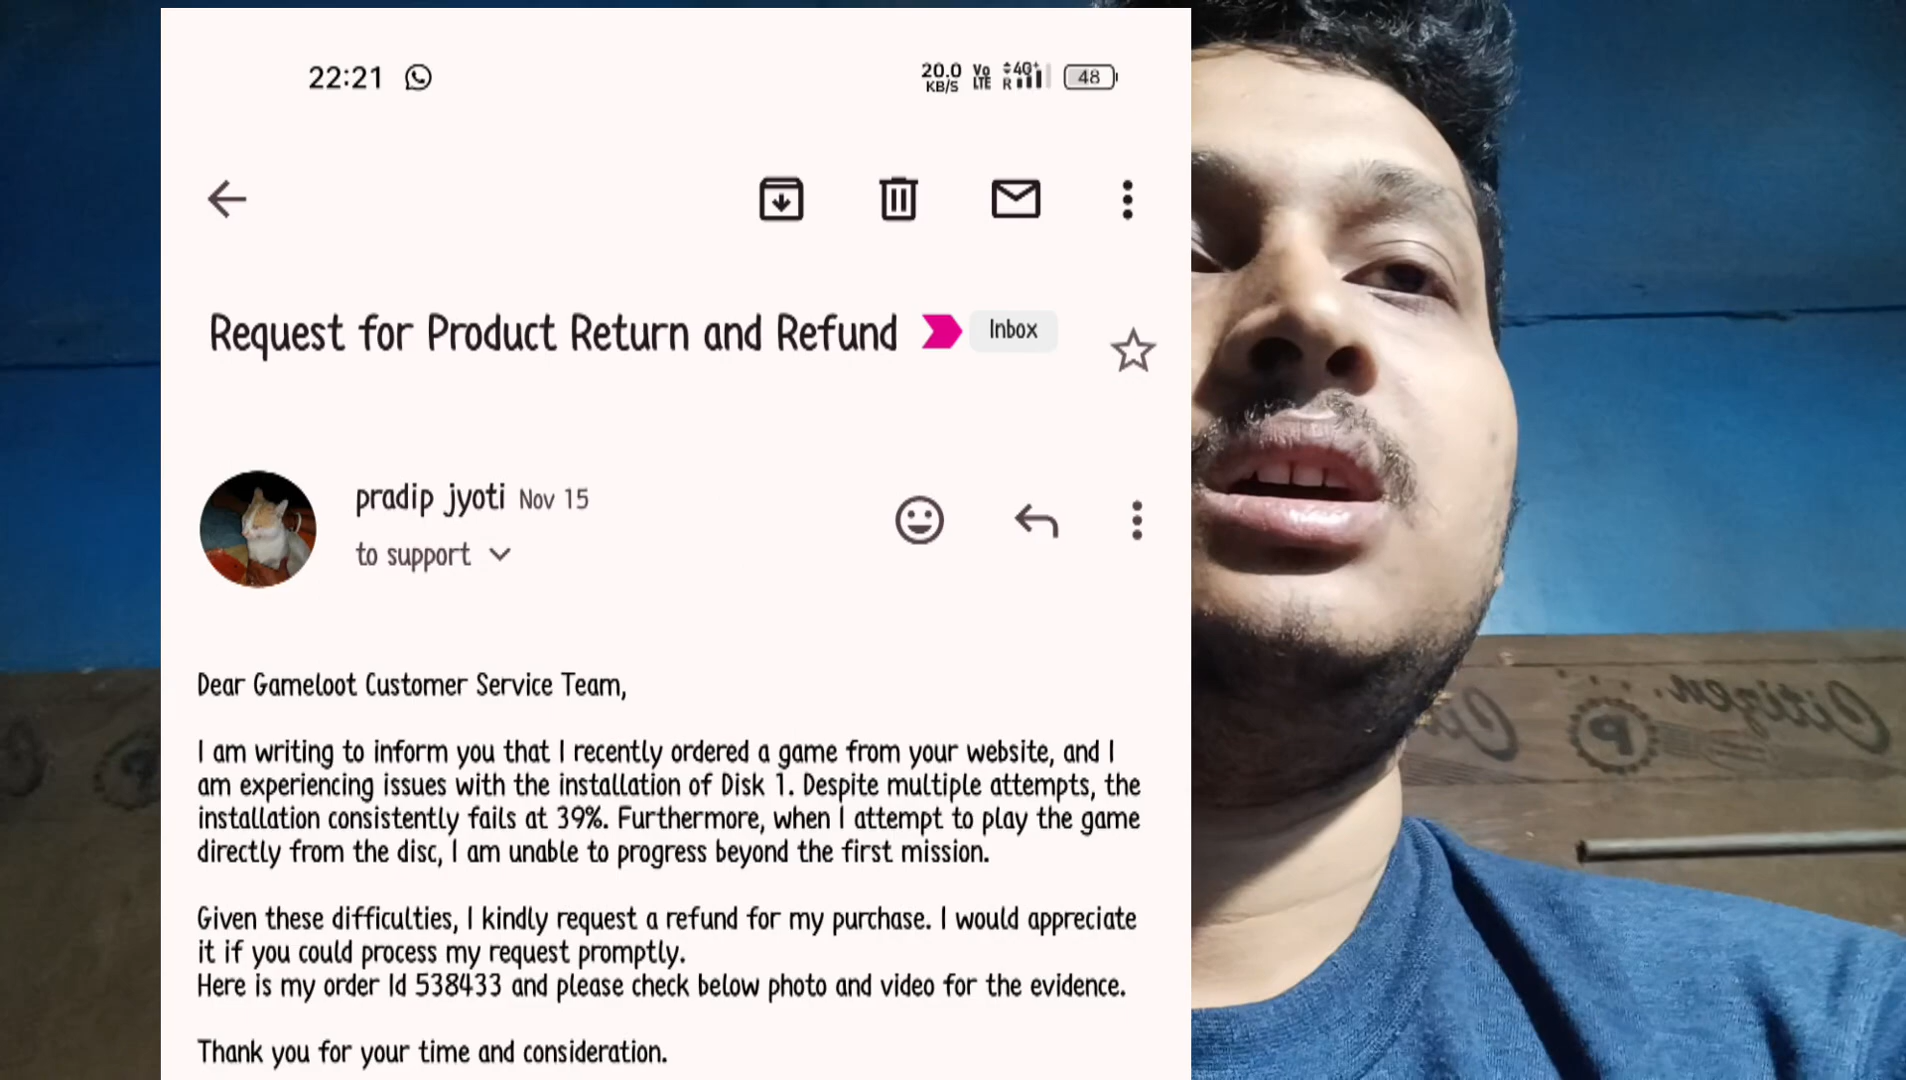 22:21
20.0 KB/S Vo LTE 4G+ R 48
Request for Product Return and Refund Inbox
pradip jyoti Nov 15
to support
Dear Gameloot Customer Service Team,
I am writing to inform you that I recently ordered a game from your website, and I
am experiencing issues with the installation of Disk 1. Despite multiple attempts, the
installation consistently fails at 39%. Furthermore, when I attempt to play the game
directly from the disc, I am unable to progress beyond the first mission.
Given these difficulties, I kindly request a refund for my purchase. I would appreciate
it if you could process my request promptly.
Here is my order Id 538433 and please check below photo and video for the evidence.
Thank you for your time and consideration.
Citizen
P